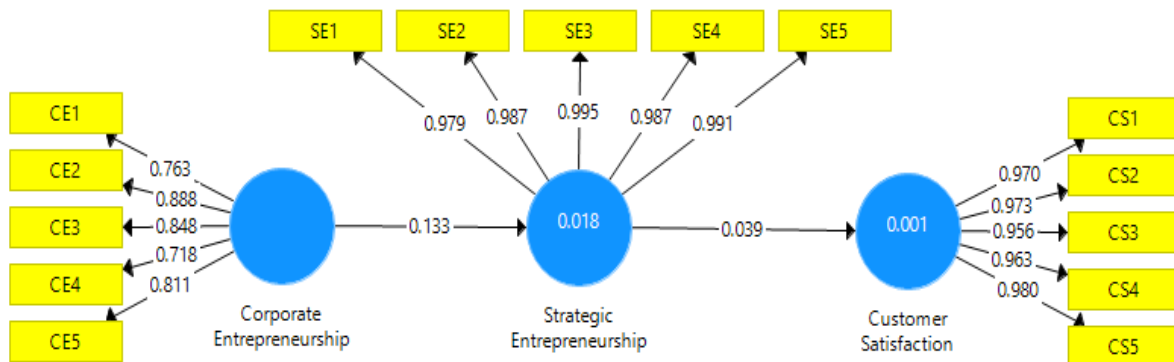 SE1
SE2
SE3
SE4
SE5
0.979
0.987
0.995
0.987
0.991
CE1
CE2
CE3
CE4
CE5
0.763
0.888
0.848
0.718
0.811
Corporate
Entrepreneurship
0.133
0.018
Strategic
Entrepreneurship
0.039
0.001
Customer
Satisfaction
0.970
0.973
0.956
0.963
0.980
CS1
CS2
CS3
CS4
CS5